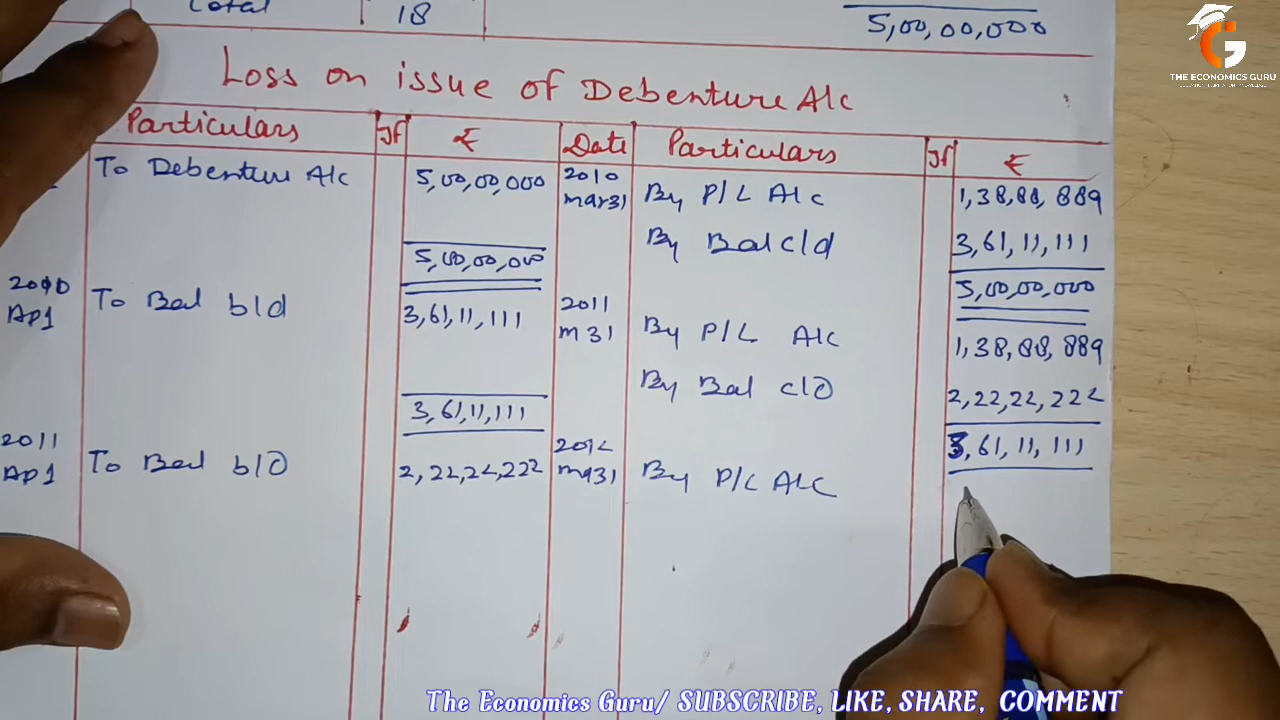 Total 18 5,00,00,000
THE ECONOMICS GURU
Loss on issue of Debenture A/c
Particulars Jf ₹ Date Particulars Jf ₹
To Debenture A/c 5,00,00,000 2010 mar31 By P/L A/c 1,38,88,889
By Bal c/d 3,61,11,111
5,00,00,000 5,00,00,000
2010 Ap1 To Bal b/d 3,61,11,111 2011 m 31 By P/L A/c 1,38,88,889
By Bal c/D 2,22,22,222
3,61,11,111 3,61,11,111
2011 Ap1 To Bal b/D 2,22,22,222 2012 ma31 By P/L A/C
The Economics Guru/ SUBSCRIBE, LIKE, SHARE, COMMENT